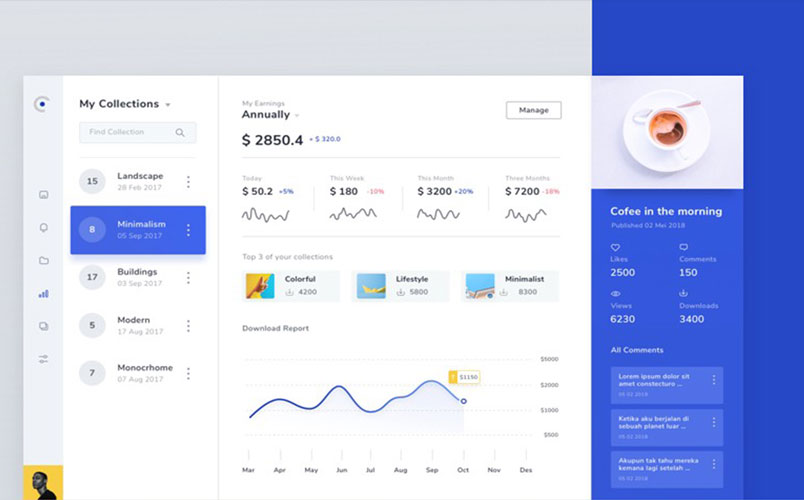 My Collections
Find Collection
15
Landscape
28 Feb 2017
8
Minimalism
05 Sep 2017
17
Buildings
03 Sep 2017
5
Modern
17 Aug 2017
7
Monocrhome
07 Aug 2017
My Earnings
Annually
Manage
$ 2850.4 + $ 320.0
Today
$ 50.2 +5%
This Week
$ 180 -10%
This Month
$ 3200 +20%
Three Months
$ 7200 -18%
Top 3 of your collections
Colorful
4200
Lifestyle
5800
Minimalist
8300
Download Report
$5000
$2000
$1000
$500
$1150
Mar Apr May Jun Jul Aug Sep Oct Nov Des
Cofee in the morning
Published 02 Mei 2018
Likes
2500
Comments
150
Views
6230
Downloads
3400
All Comments
Lorem ipsum dolor sit
amet constecturo ...
05 02 2018
Ketika aku berjalan di
sebuah planet luar ...
05 02 2018
Akupun tak tahu mereka
kemana lagi setelah ...
05 02 2018